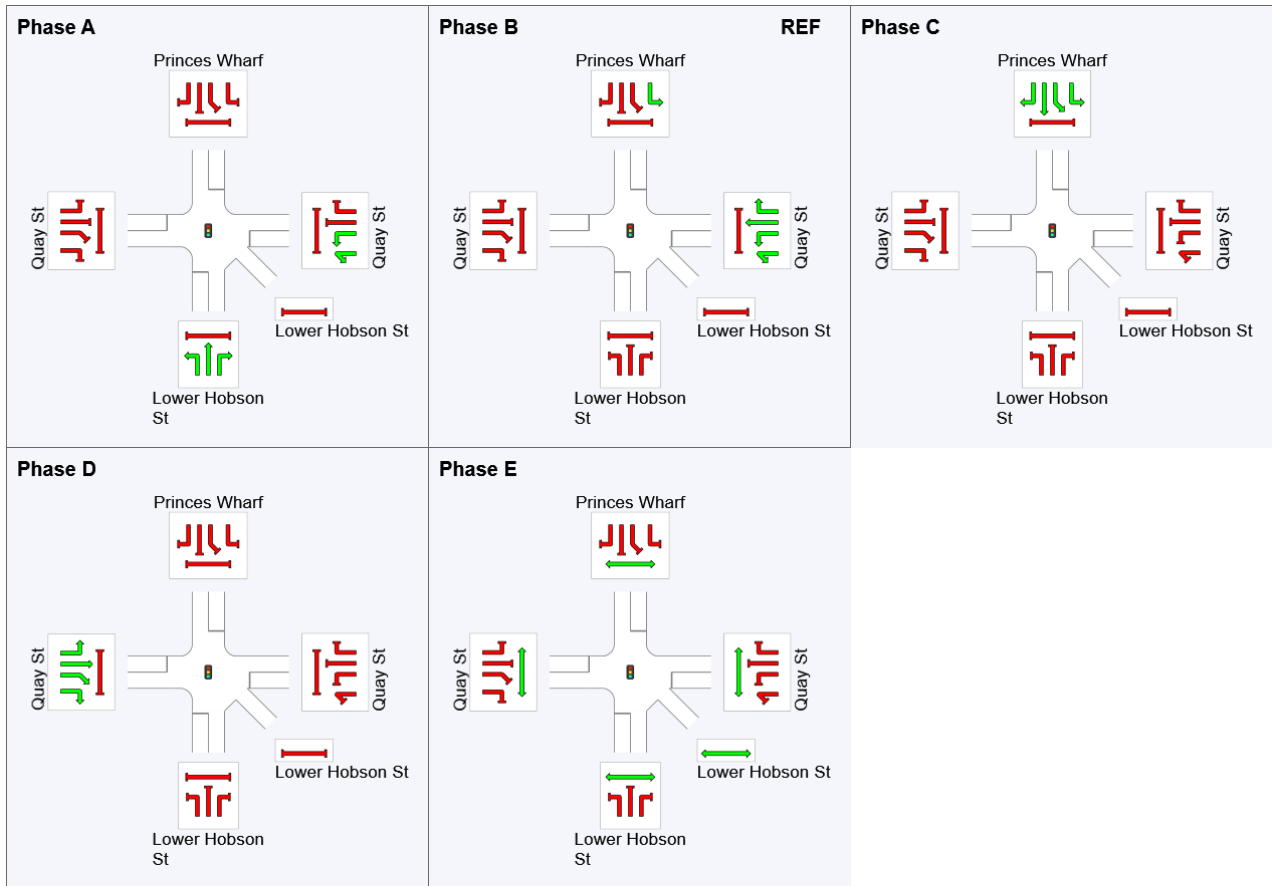 Phase A
Princes Wharf
Quay St
Quay St
Lower Hobson St
Lower Hobson
St
Phase B
REF
Princes Wharf
Quay St
Quay St
Lower Hobson St
Lower Hobson
St
Phase C
Princes Wharf
Quay St
Quay St
Lower Hobson St
Lower Hobson
St
Phase D
Princes Wharf
Quay St
Quay St
Lower Hobson St
Lower Hobson
St
Phase E
Princes Wharf
Quay St
Quay St
Lower Hobson St
Lower Hobson
St